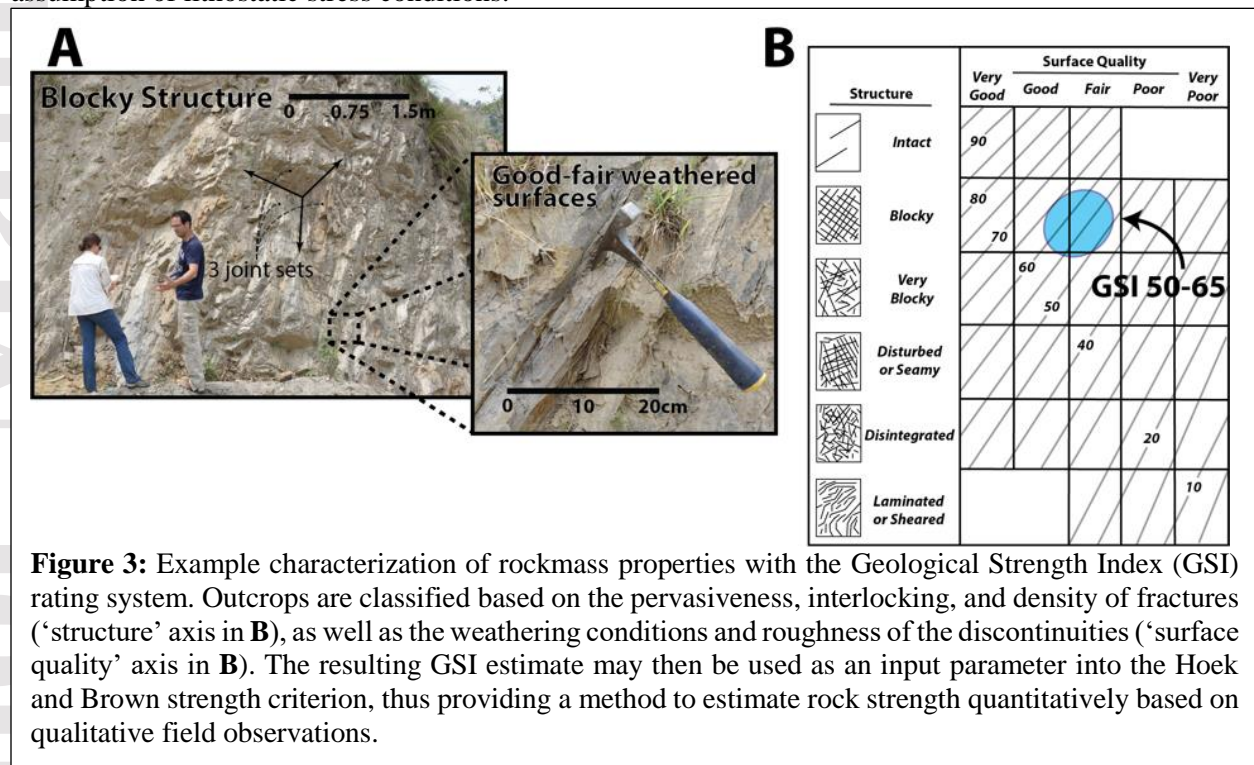 assumption of lithostatic stress conditions.
A
Blocky Structure
0 0.75 1.5m
3 joint sets
Good-fair weathered
surfaces
0 10 20cm
B
Structure
Surface Quality
Very
Good
Good
Fair
Poor
Very
Poor
Intact
90
Blocky
80
70
Very
Blocky
60
50
GSI 50-65
Disturbed
or Seamy
40
Disintegrated
20
Laminated
or Sheared
10
Figure 3: Example characterization of rockmass properties with the Geological Strength Index (GSI)
rating system. Outcrops are classified based on the pervasiveness, interlocking, and density of fractures
(‘structure’ axis in B), as well as the weathering conditions and roughness of the discontinuities (‘surface
quality’ axis in B). The resulting GSI estimate may then be used as an input parameter into the Hoek
and Brown strength criterion, thus providing a method to estimate rock strength quantitatively based on
qualitative field observations.